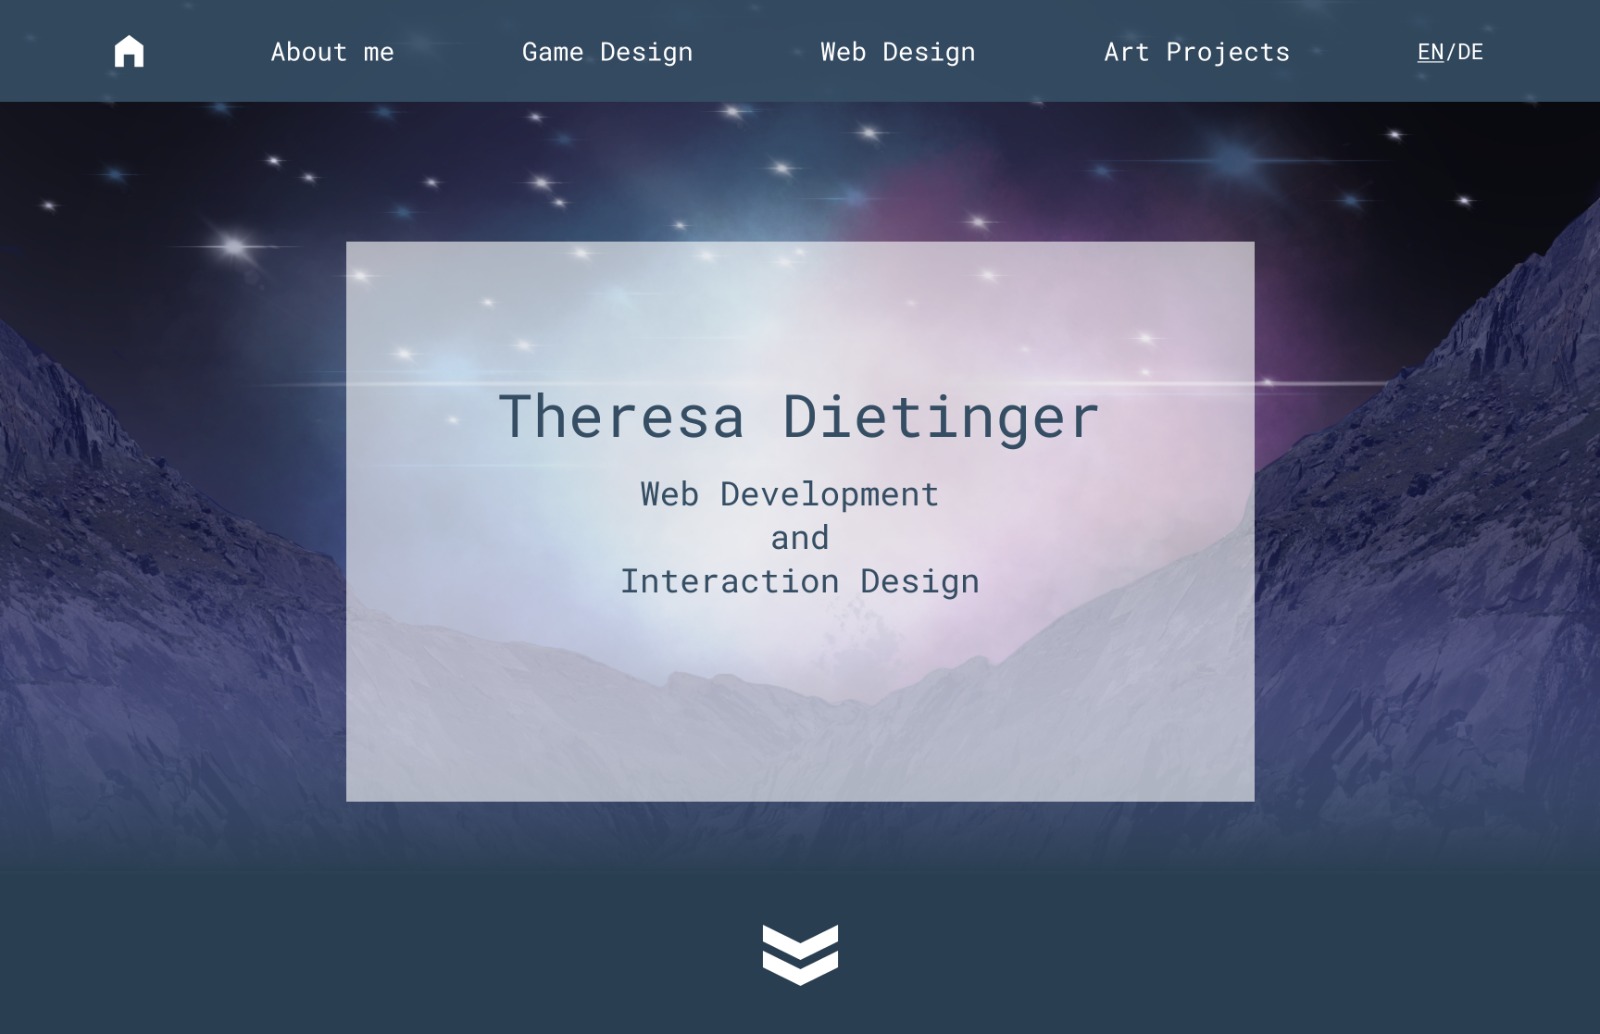 About me
Game Design
Web Design
Art Projects
EN/DE
Theresa Dietinger
Web Development
and
Interaction Design